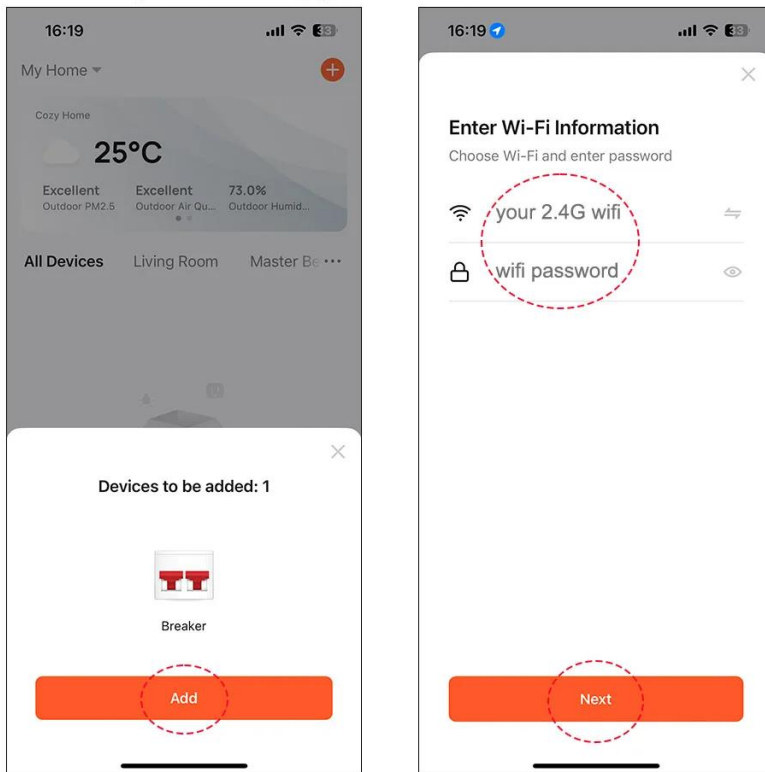 16:19
33
My Home
Cozy Home
25°C
Excellent Excellent 73.0%
Outdoor PM2.5 Outdoor Air Qu... Outdoor Humid...
All Devices Living Room Master Be ...
Devices to be added: 1
Breaker
Add
16:19
33
Enter Wi-Fi Information
Choose Wi-Fi and enter password
your 2.4G wifi
wifi password
Next